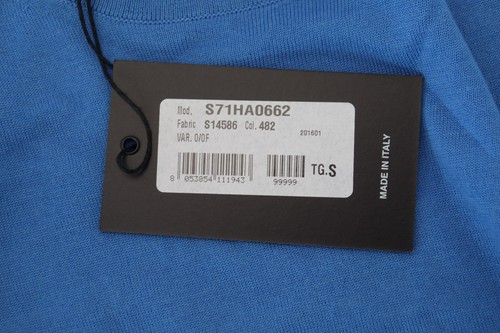 Mod. S71HA0662
Fabric S14586 Col. 482
VAR. 0/0F
201601
TG.S
8 053854 111943
99999
MADE IN ITALY